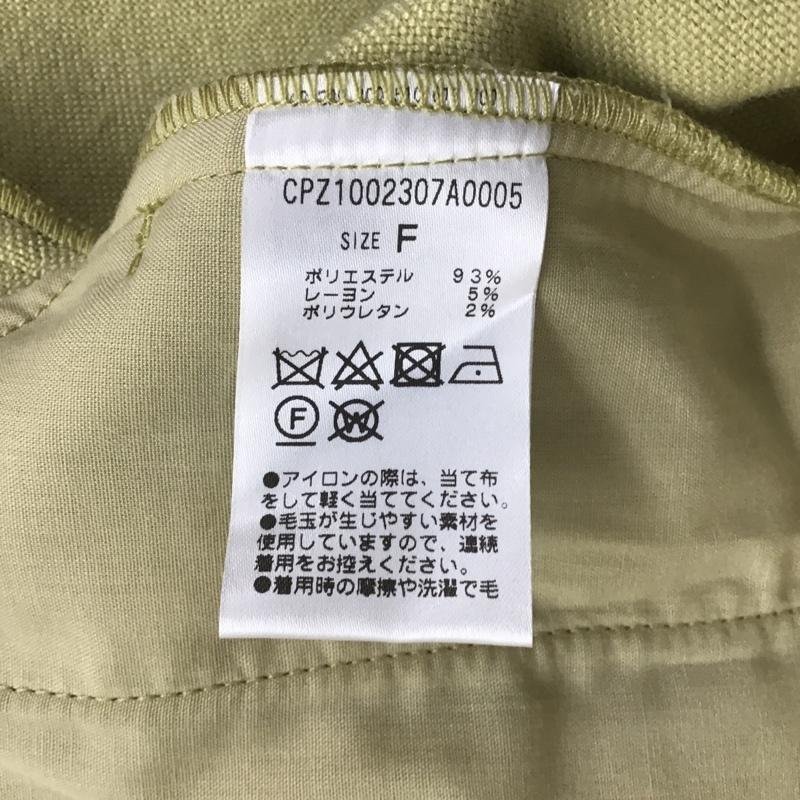 CPZ1002307A0005
SIZE F
ポリエステル 93%
レーヨン 5%
ポリウレタン 2%
F W
●アイロンの際は、当て布
をして軽く当ててください。
●毛玉が生じやすい素材を
使用していますので、連続
着用をお控えください。
●着用時の摩擦や洗濯で毛